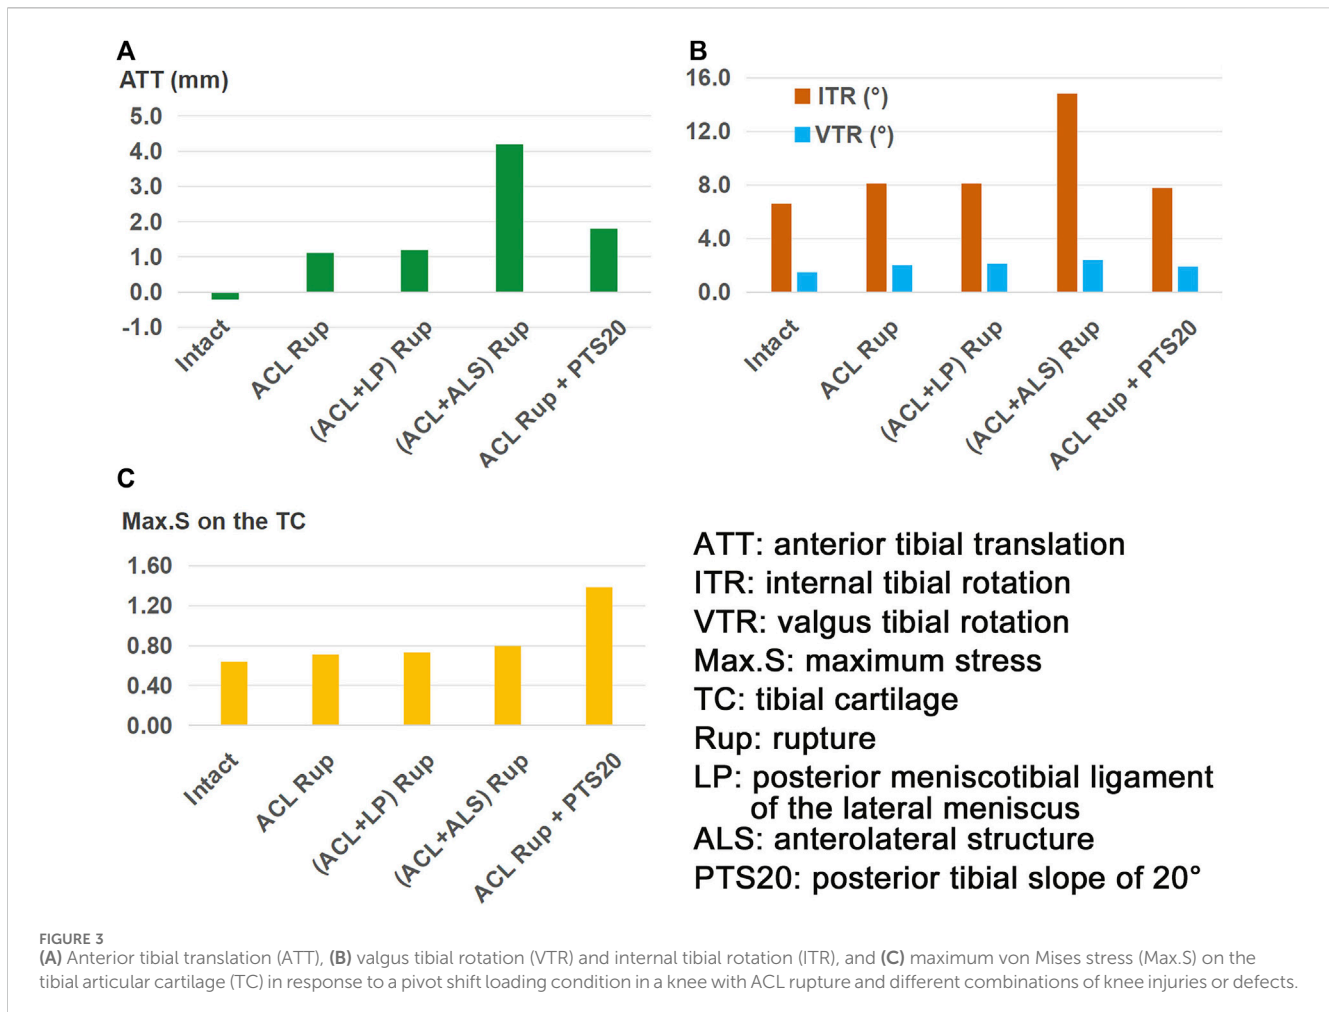 A
ATT (mm)
5.0
4.0
3.0
2.0
1.0
0.0
-1.0
Intact
ACL Rup
(ACL+LP) Rup
(ACL+ALS) Rup
ACL Rup + PTS20
B
16.0
12.0
8.0
4.0
0.0
ITR (°)
VTR (°)
Intact
ACL Rup
(ACL+LP) Rup
(ACL+ALS) Rup
ACL Rup + PTS20
C
Max.S on the TC
1.60
1.20
0.80
0.40
0.00
Intact
ACL Rup
(ACL+LP) Rup
(ACL+ALS) Rup
ACL Rup + PTS20
ATT: anterior tibial translation
ITR: internal tibial rotation
VTR: valgus tibial rotation
Max.S: maximum stress
TC: tibial cartilage
Rup: rupture
LP: posterior meniscotibial ligament
of the lateral meniscus
ALS: anterolateral structure
PTS20: posterior tibial slope of 20°
FIGURE 3
(A) Anterior tibial translation (ATT), (B) valgus tibial rotation (VTR) and internal tibial rotation (ITR), and (C) maximum von Mises stress (Max.S) on the
tibial articular cartilage (TC) in response to a pivot shift loading condition in a knee with ACL rupture and different combinations of knee injuries or defects.